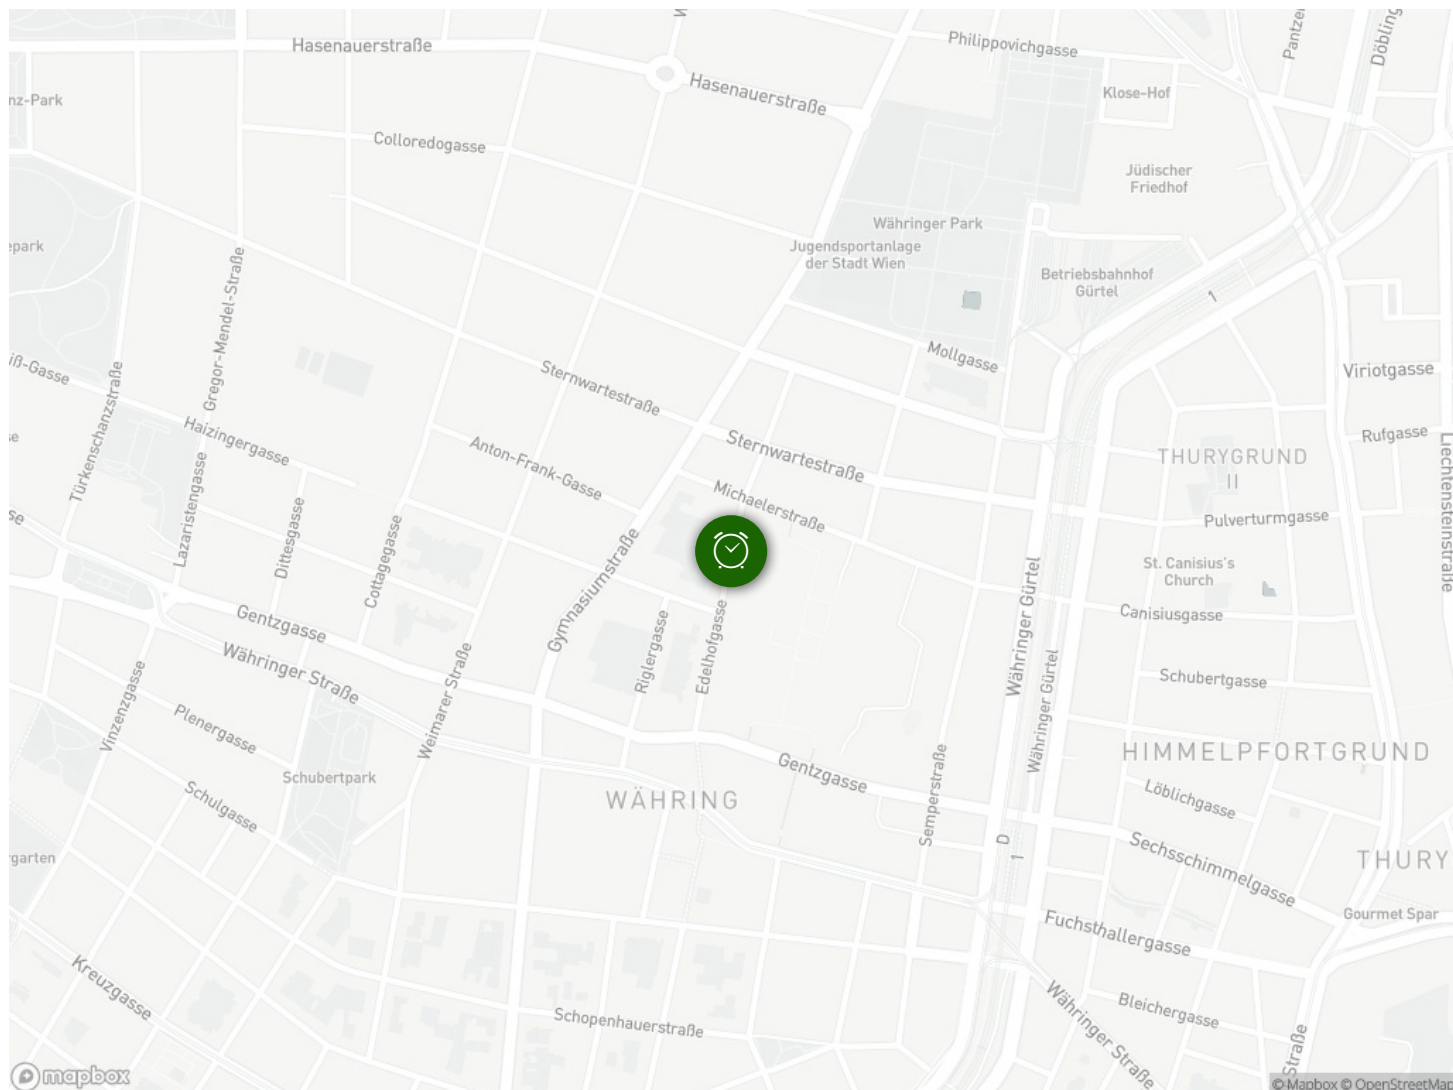 Hasenauerstraße
Philippovichgasse
Döbling
Hasenauerstraße
nz-Park
Klose-Hof
Colloredogasse
Jüdischer
Friedhof
Währinger Park
Jugendsportanlage
der Stadt Wien
epark
Betriebsbahnhof
Gürtel
1
Gregor-Mendel-Straße
Mollgasse
iß-Gasse
Sternwartestraße
Viriotgasse
Türkenschanzstraße
Haizingergasse
Sternwartestraße
Rufgasse
Anton-Frank-Gasse
THURYGRUND
II
Liechtensteinstraße
Lazaristengasse
Michaelerstraße
Dittesgasse
Pulverturmgasse
Cottagegasse
Gymnasiumstraße
St. Canisius's
Church
Gentzgasse
Riglergasse
Edelhofgasse
Währinger Gürtel
Canisiusgasse
Währinger Straße
Währinger Gürtel
Schubertgasse
Vinzenzgasse
Plenergasse
Weimarer Straße
HIMMELPFORTGRUND
Schubertpark
Gentzgasse
WÄHRING
Semperstraße
Löblichgasse
Schulgasse
D
1
Sechsschimmelgasse
THURY
rgarten
Gourmet Spar
Fuchsthallergasse
Kreuzgasse
Schopenhauerstraße
Währinger Straße
Bleichergasse
Straße
mapbox
© Mapbox © OpenStreetMap